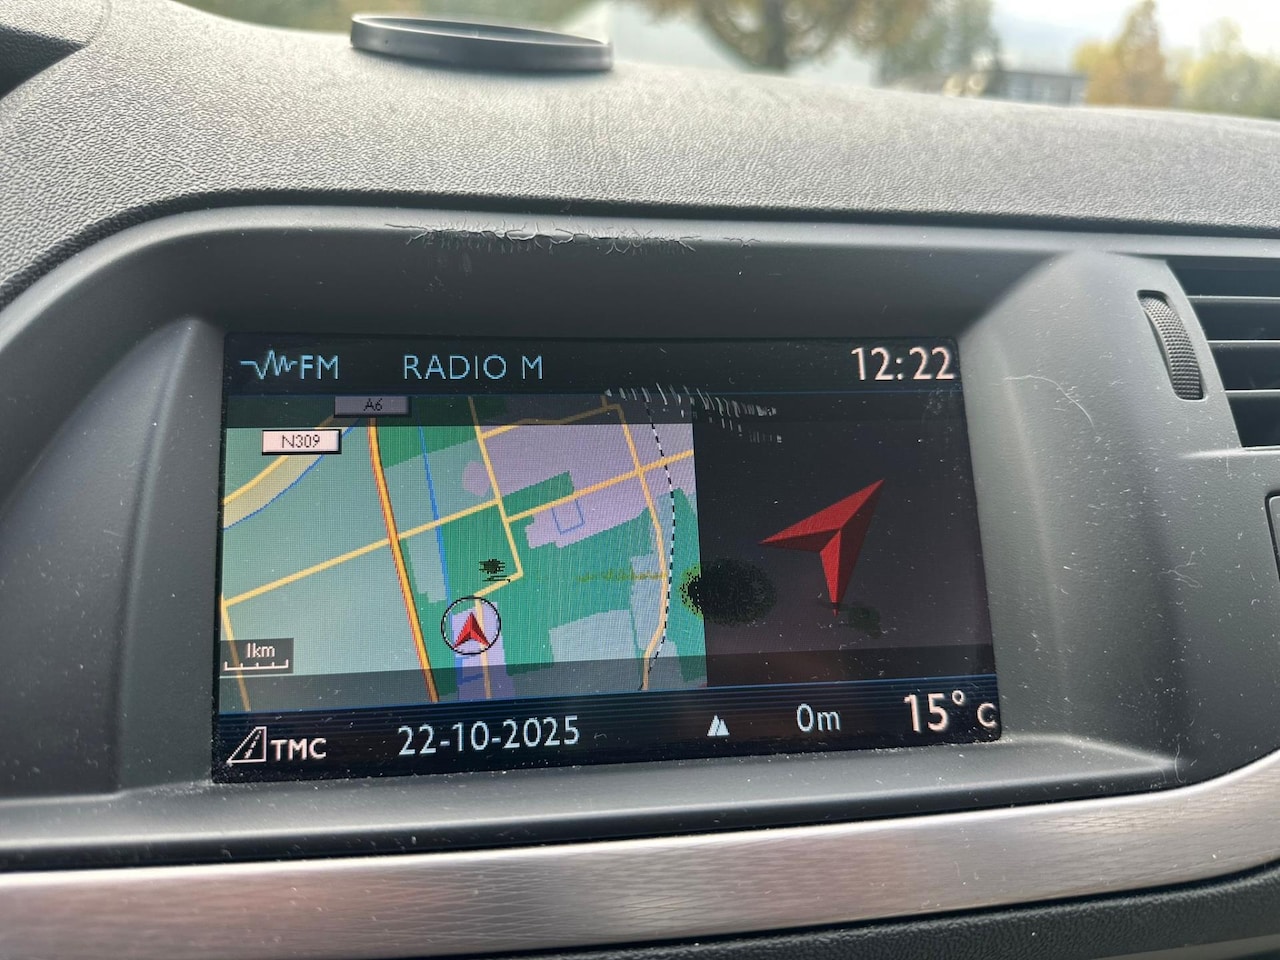 FM RADIO M 12:22
A6
N309
1km
TMC 22-10-2025 0m 15°C